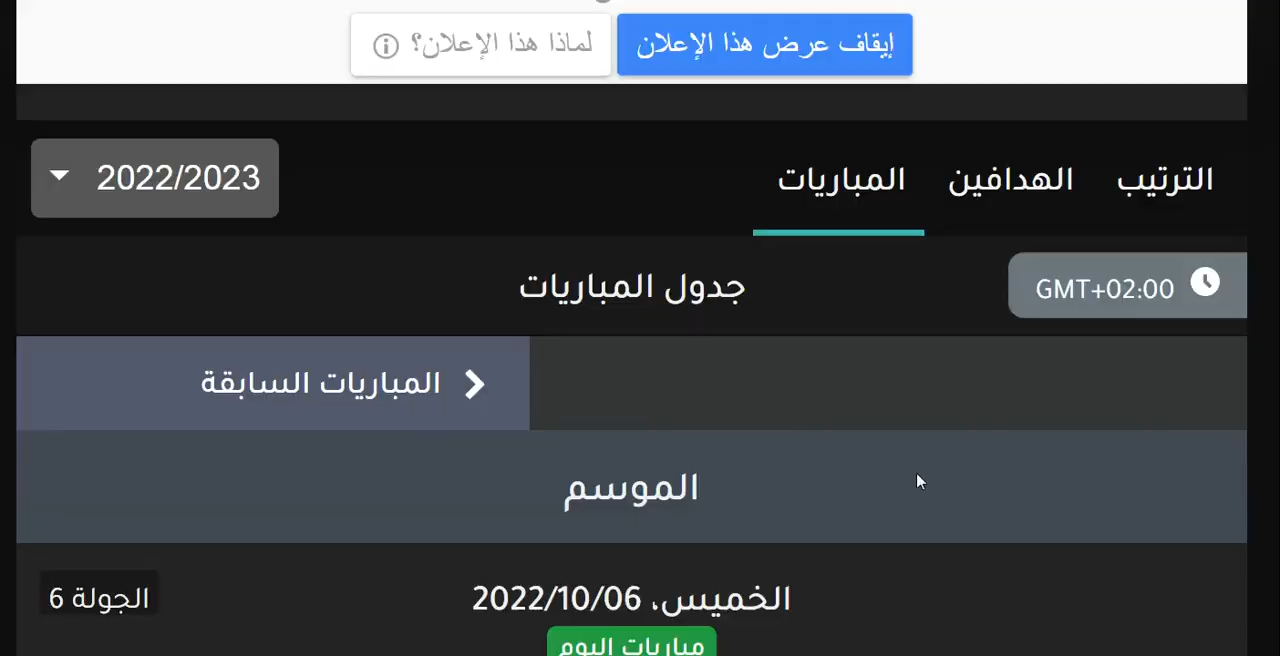 إيقاف عرض هذا الإعلان لماذا هذا الإعلان؟
الترتيب الهدافين المباريات 2022/2023
GMT+02:00 جدول المباريات
المباريات السابقة
الموسم
الخميس، 2022/10/06 الجولة 6
مباريات اليوم